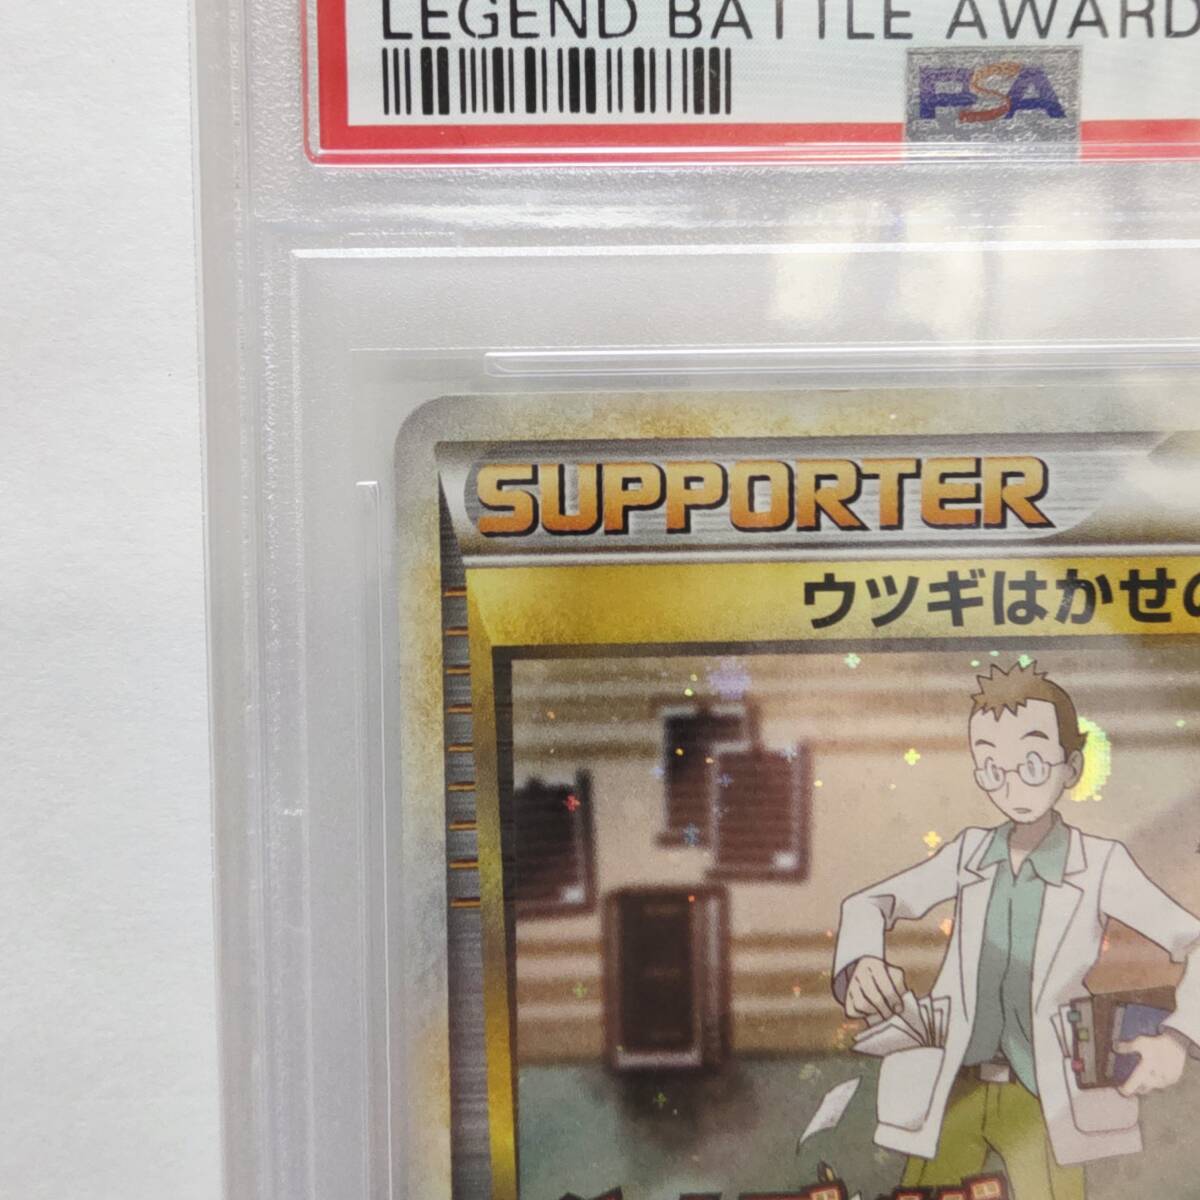 LEGEND BATTLE AWARD
PSA
SUPPORTER
ウツギはかせの